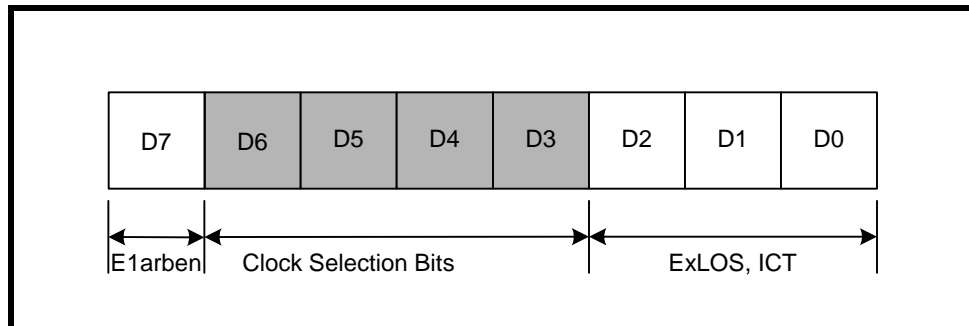 D7 D6 D5 D4 D3 D2 D1 D0
E1arben Clock Selection Bits ExLOS, ICT